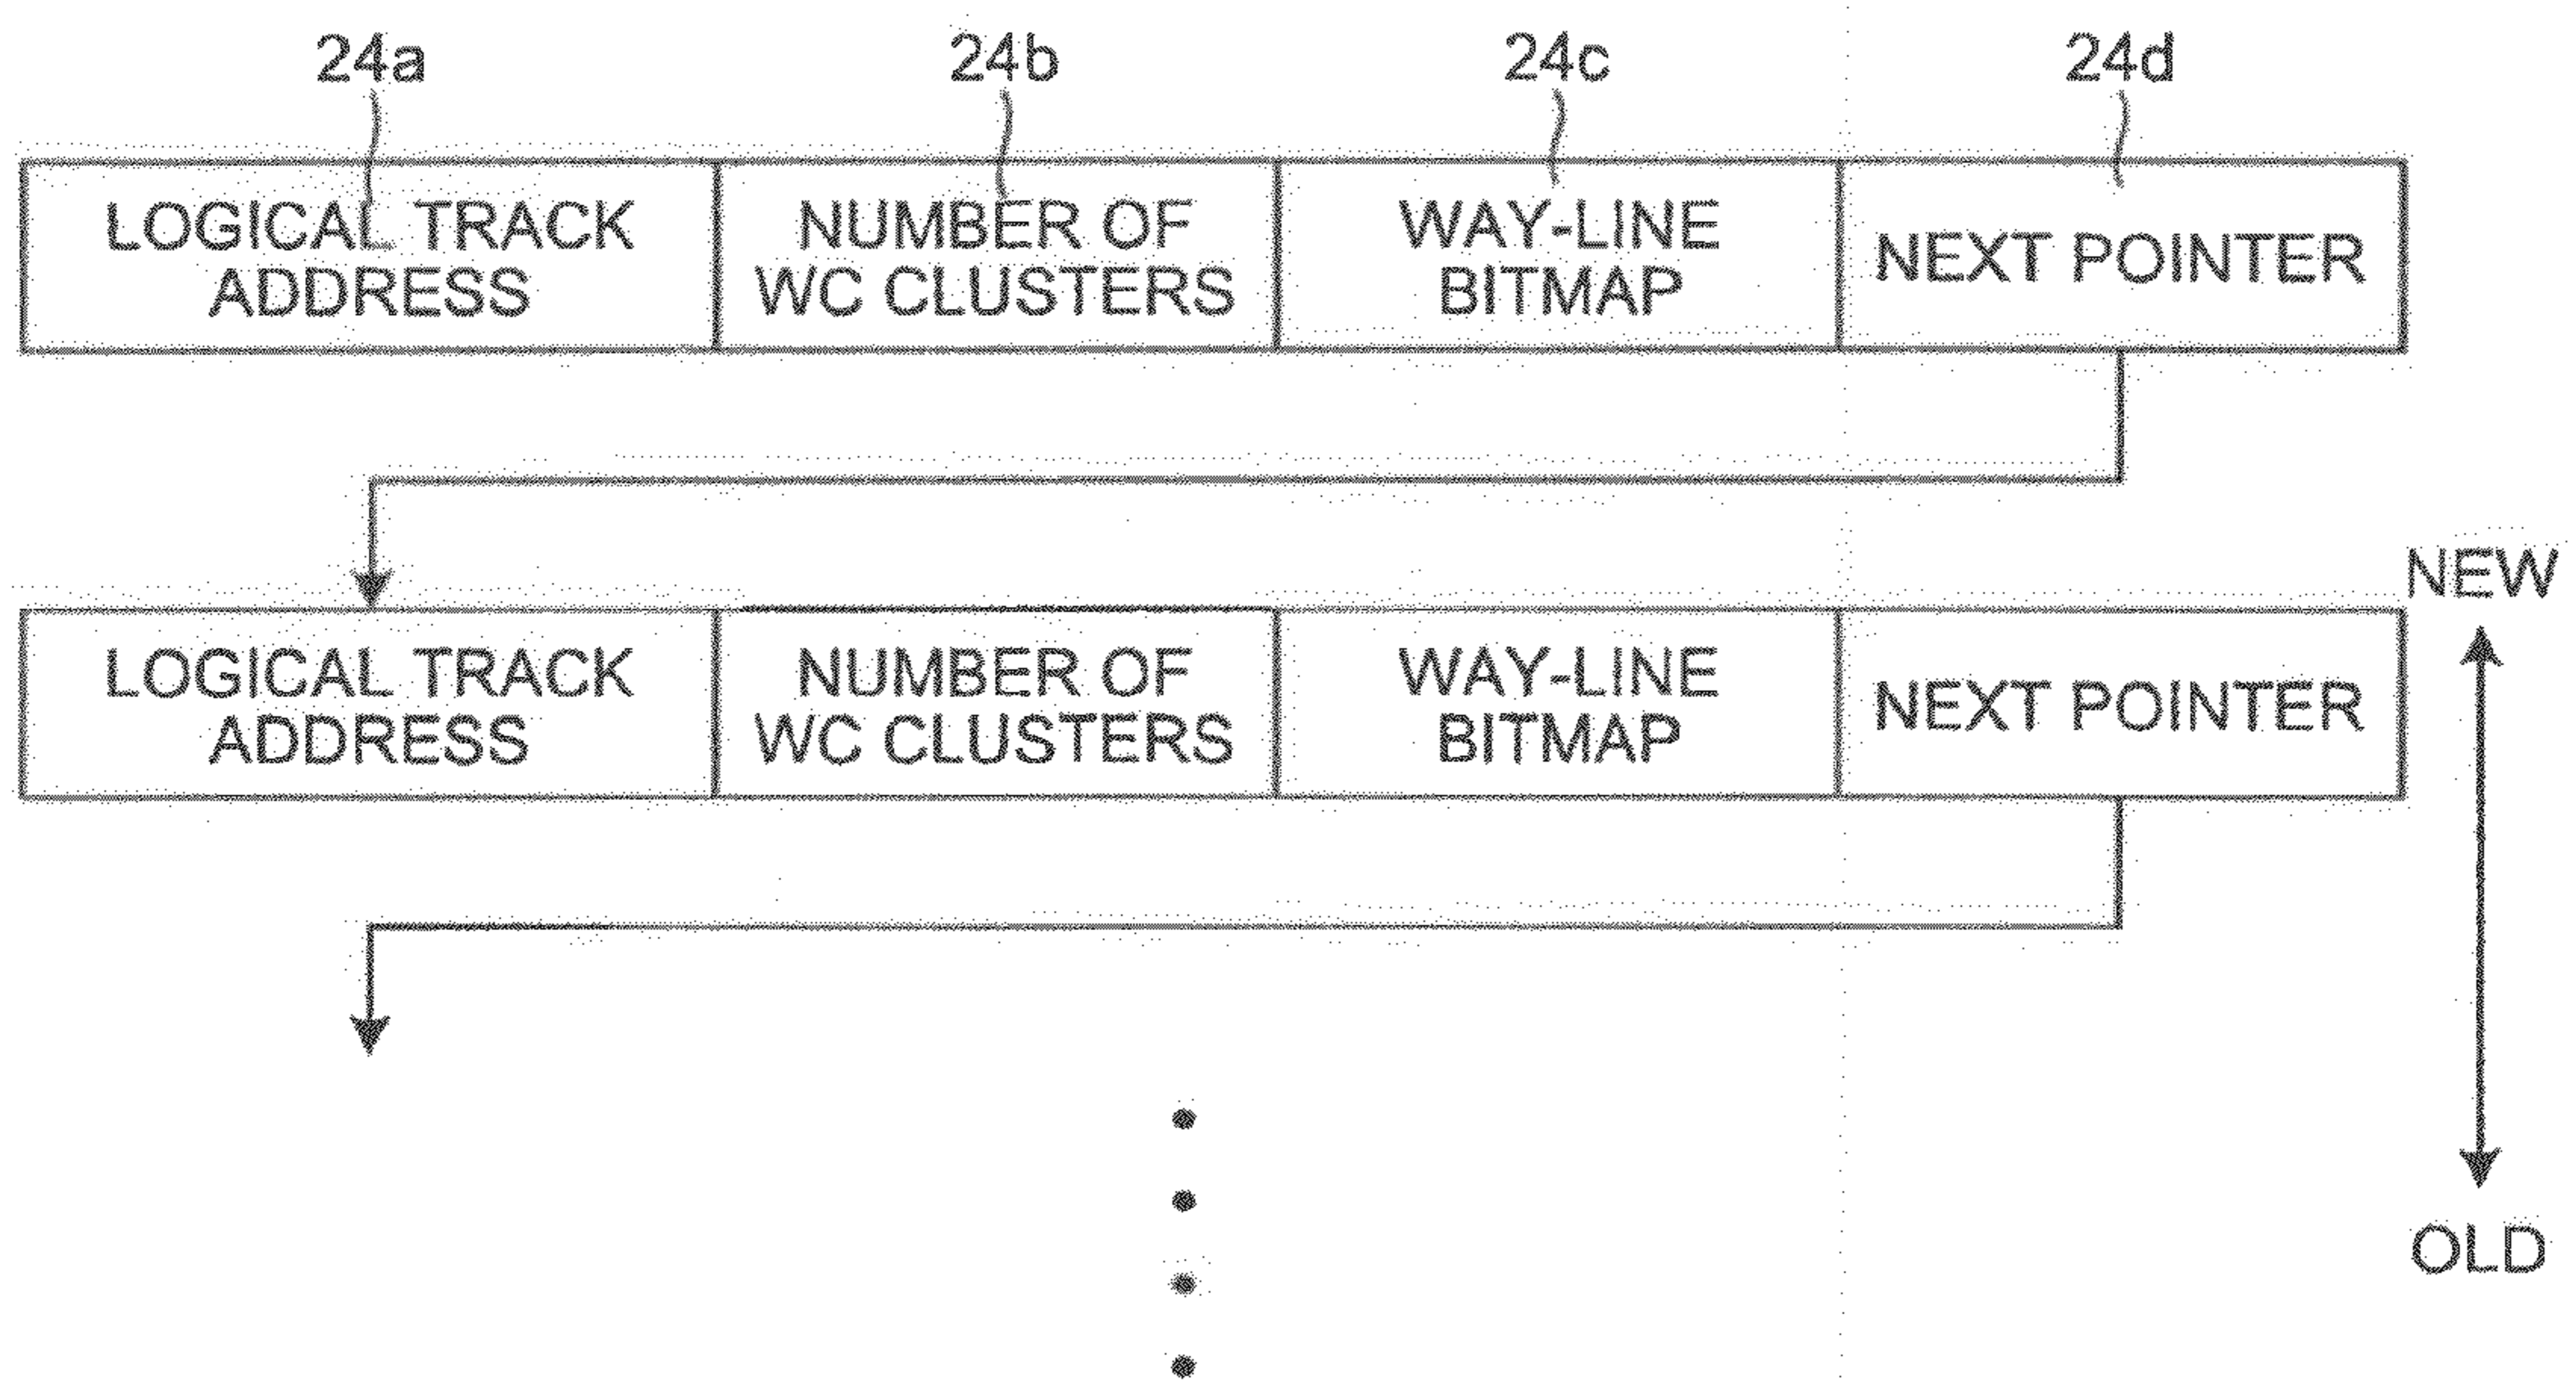 24a 24b 24c 24d
LOGICAL TRACK ADDRESS
NUMBER OF WC CLUSTERS
WAY-LINE BITMAP
NEXT POINTER
NEW
LOGICAL TRACK ADDRESS
NUMBER OF WC CLUSTERS
WAY-LINE BITMAP
NEXT POINTER
OLD